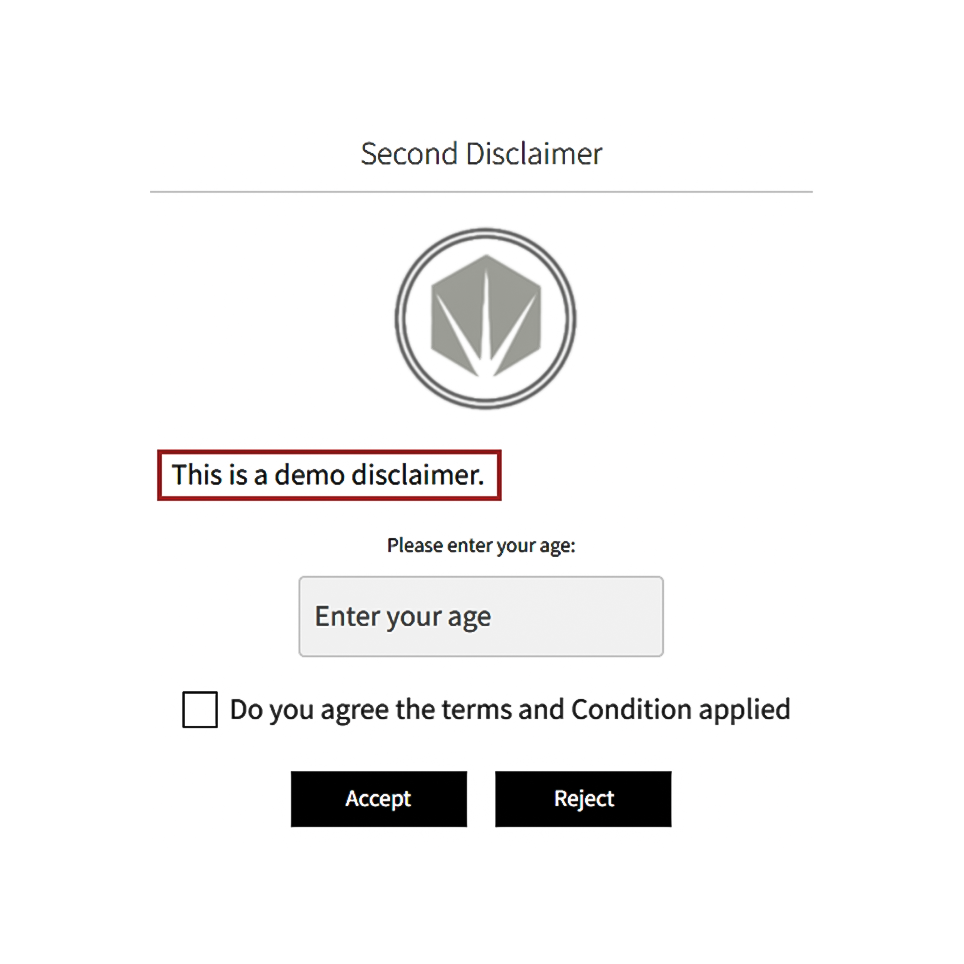 Second Disclaimer
This is a demo disclaimer.
Please enter your age:
Enter your age
Do you agree the terms and Condition applied
Accept
Reject